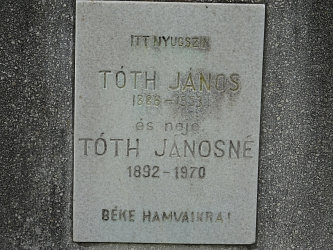 ITT NYUGSZIK
TÓTH JÁNOS
és neje
TÓTH JÁNOSNÉ
1892-1970
BÉKE HAMVAIKRA!